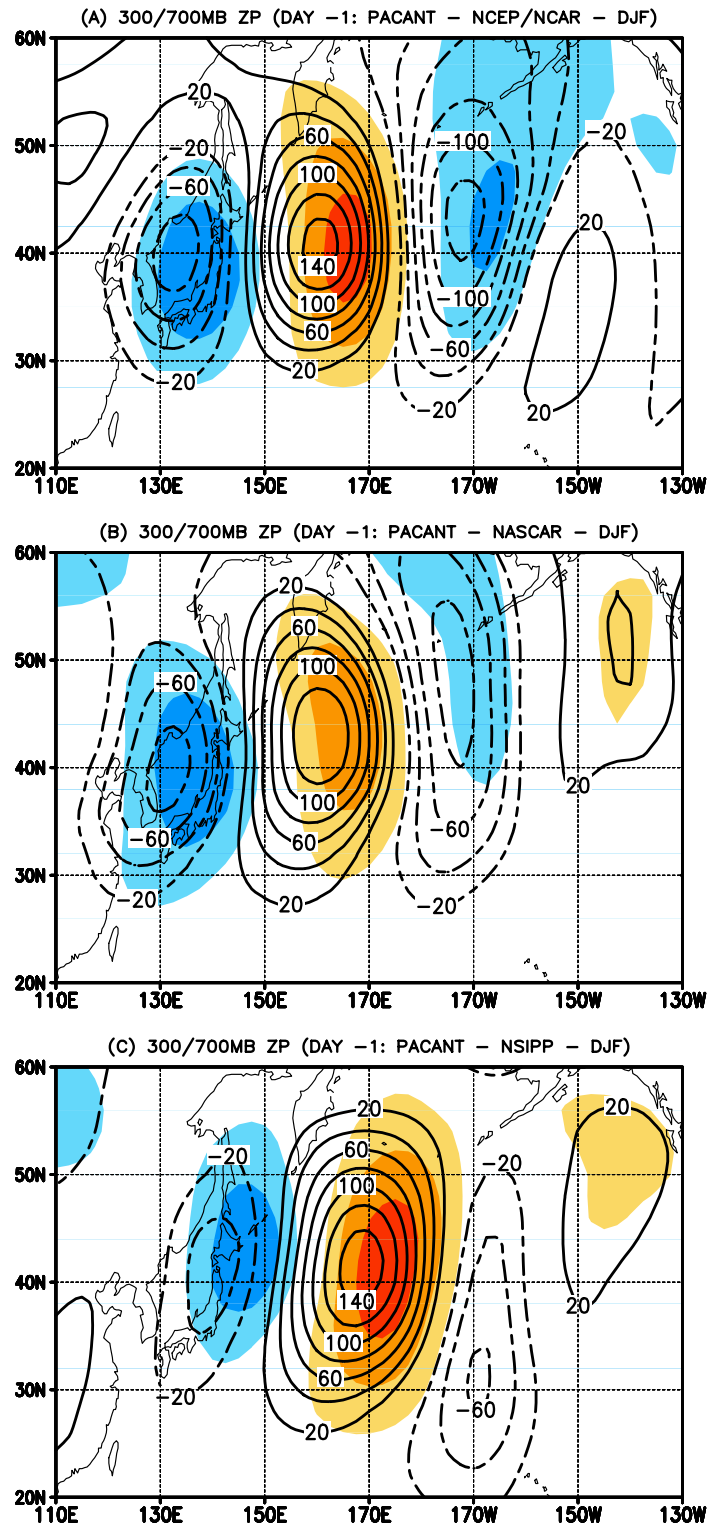 (A) 300/700MB ZP (DAY −1: PACANT − NCEP/NCAR − DJF)
60N
20
60
−20
−100
−20
50N
−60
100
20
40N
140
100
−100
60
−60
30N
−20
20
−20
20
20N
110E 130E 150E 170E 170W 150W 130W
(B) 300/700MB ZP (DAY −1: PACANT − NASCAR − DJF)
60N
20
60
50N
100
−60
40N
20
100
−60
−60
60
30N
−20
20
−20
20N
110E 130E 150E 170E 170W 150W 130W
(C) 300/700MB ZP (DAY −1: PACANT − NSIPP − DJF)
60N
20
20
−20
60
−20
50N
100
40N
140
20
100
60
30N
−20
−60
20
20N
110E 130E 150E 170E 170W 150W 130W